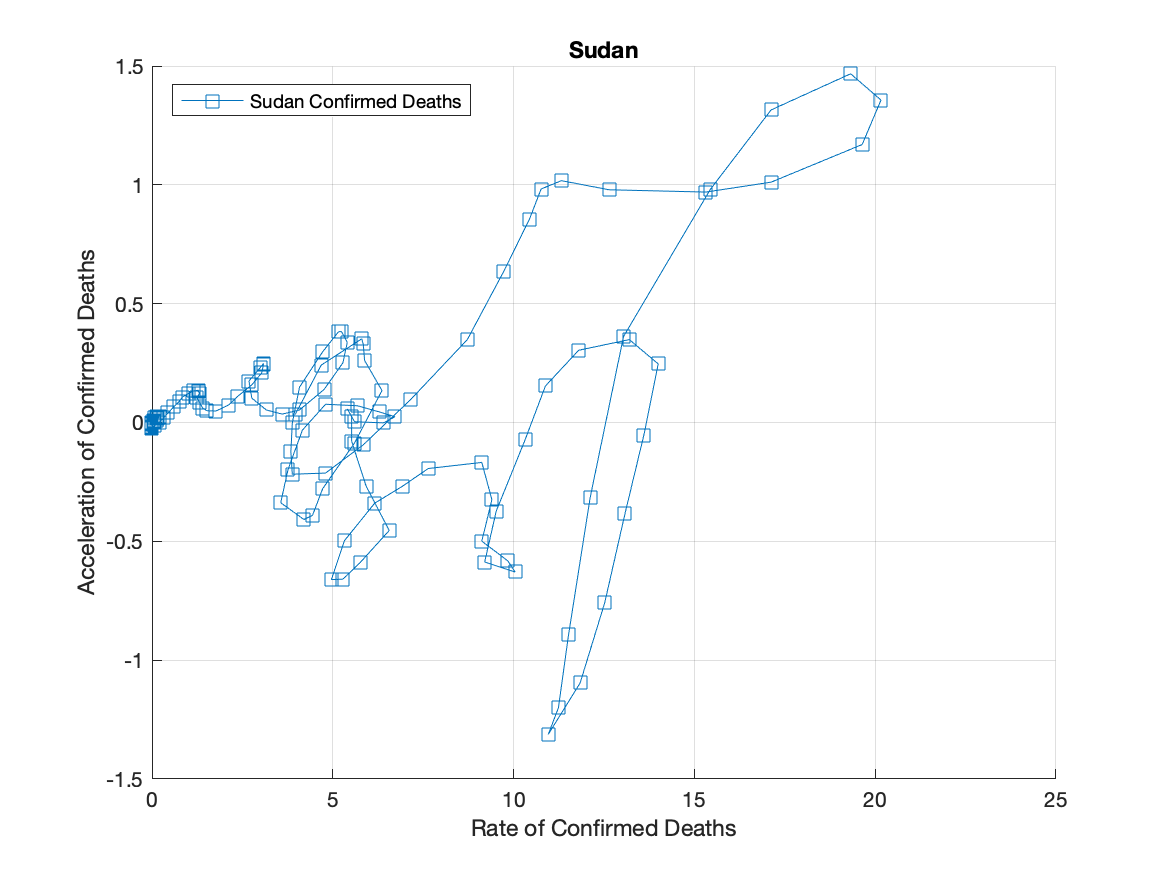 Sudan
Sudan Confirmed Deaths
1.5
1
0.5
0
-0.5
-1
-1.5
Acceleration of Confirmed Deaths
0 5 10 15 20 25
Rate of Confirmed Deaths